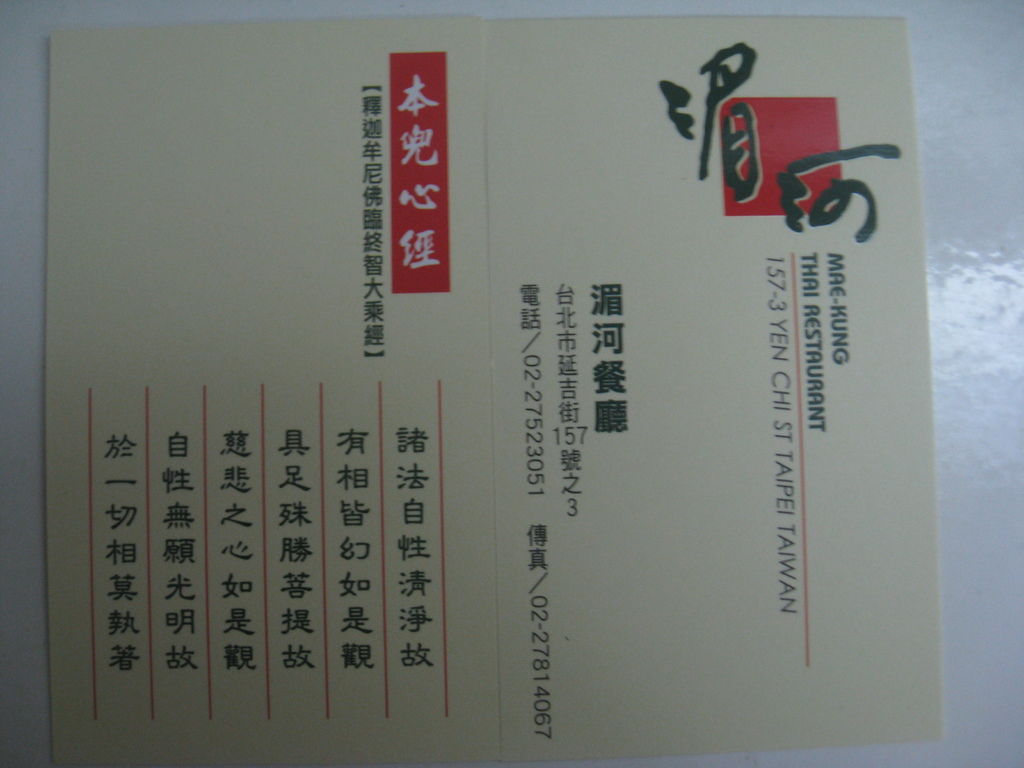 湄河
MAE-KUNG
THAI RESTAURANT
157-3 YEN CHI ST TAIPEI TAIWAN
湄河餐廳
台北市延吉街157號之3
電話/02-27523051 傳真/02-27814067
本兜心經
【釋迦牟尼佛臨終智大乘經】
諸法自性清淨故
有相皆幻如是觀
具足殊勝菩提故
慈悲之心如是觀
自性無願光明故
於一切相莫執著